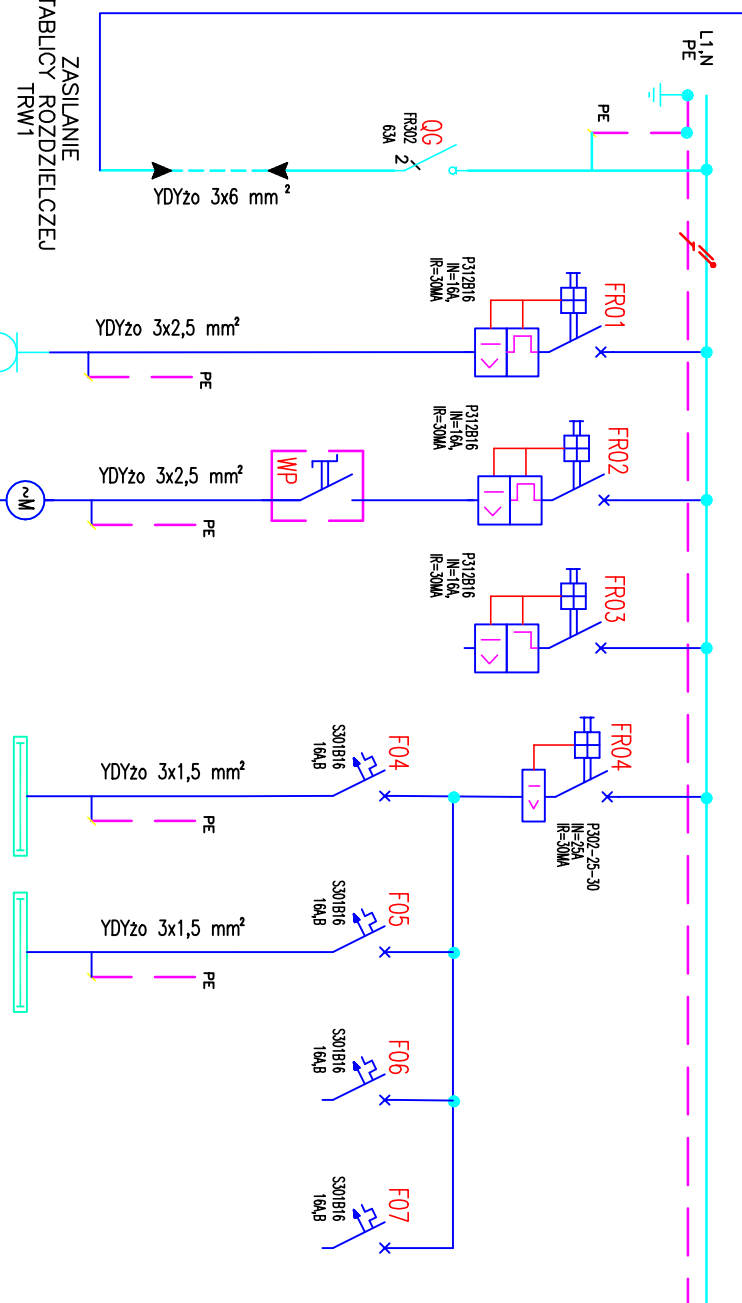 L1,N
PE
PE
QG
FR302
63A
2
YDYżo 3x6 mm²
ZASILANIE
TABLICY ROZDZIELCZEJ
TRW1
FR01
P312B16
IN=16A,
IR=30MA
YDYżo 3x2,5 mm²
PE
FR02
P312B16
IN=16A,
IR=30MA
WP
YDYżo 3x2,5 mm²
PE
~M
FR03
P312B16
IN=16A,
IR=30MA
FR04
P302-25-30
IN=25A
IR=30MA
F04
S301B16
16A,B
YDYżo 3x1,5 mm²
PE
F05
S301B16
16A,B
YDYżo 3x1,5 mm²
PE
F06
S301B16
16A,B
F07
S301B16
16A,B